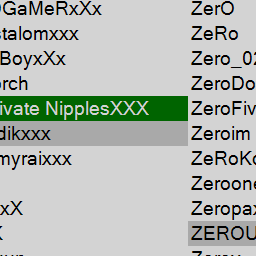 GaMeRxXx
stalomxxx
BoyxXx
orch
ivate NipplesXXX
dikxxx
myraixxx
xX
X
ZerO
ZeRo
Zero_02
ZeroDo
ZeroFiv
Zeroim
ZeRoKo
Zeroone
Zeropax
ZEROU